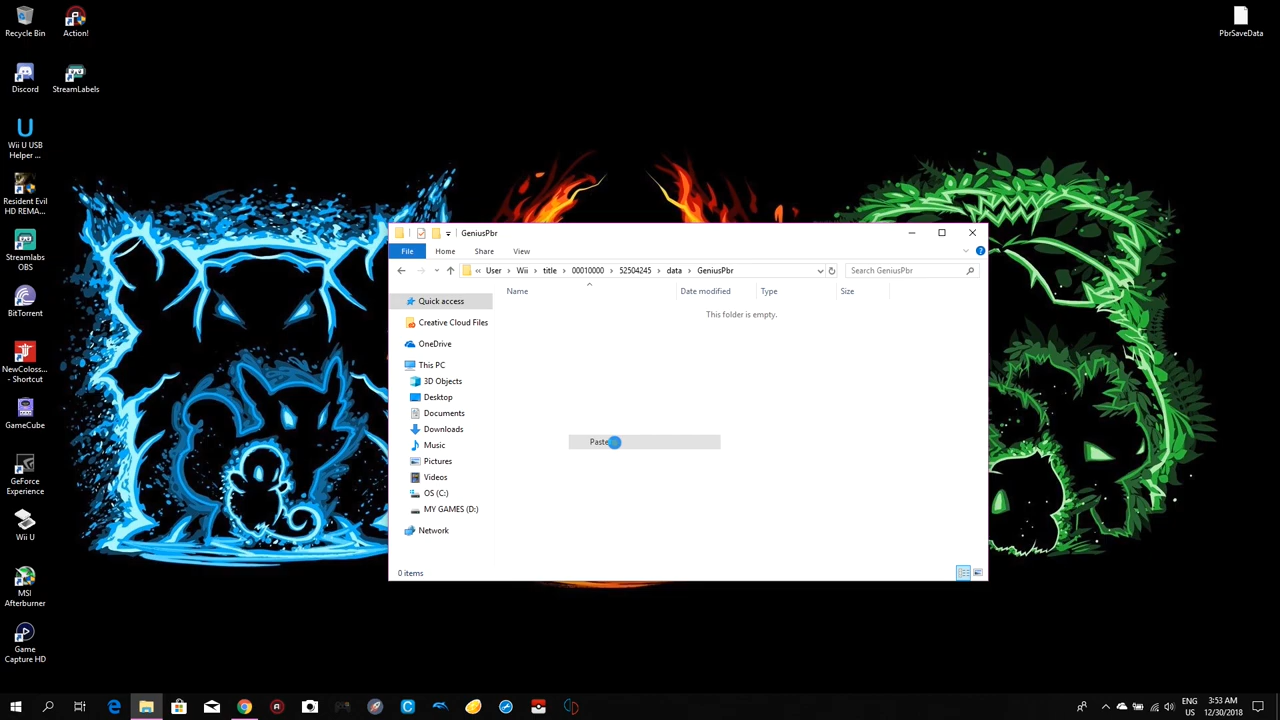 Recycle Bin
Action!
PbrSaveData
Discord
StreamLabels
Wii U USB
Helper ...
Resident Evil
HD REMA...
Streamlabs
OBS
BitTorrent
NewColoss...
- Shortcut
GameCube
GeForce
Experience
Wii U
MSI
Afterburner
Game
Capture HD
GeniusPbr
File
Home
Share
View
« User > Wii > title > 00010000 > 52504245 > data > GeniusPbr
Search GeniusPbr
Name
Date modified
Type
Size
This folder is empty.
Quick access
Creative Cloud Files
OneDrive
This PC
3D Objects
Desktop
Documents
Downloads
Music
Pictures
Videos
OS (C:)
MY GAMES (D:)
Network
Paste
0 items
ENG
US
3:53 AM
12/30/2018